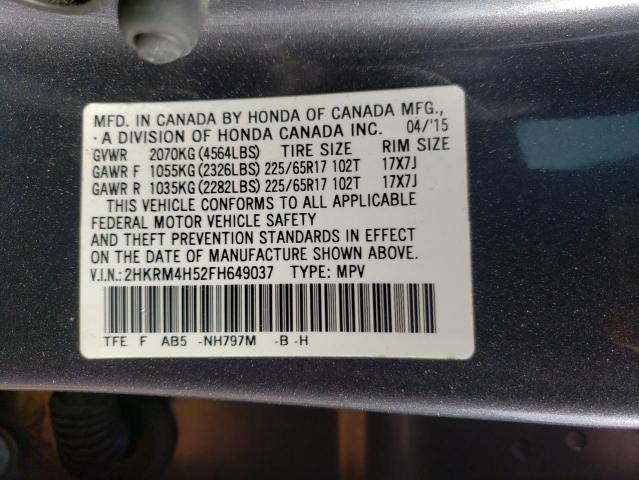 MFD. IN CANADA BY HONDA OF CANADA MFG.,
·A DIVISION OF HONDA CANADA INC. 04/'15
GVWR 2070KG(4564LBS) TIRE SIZE RIM SIZE
GAWR F 1055KG(2326LBS)225/65R17 102T 17X7J
GAWR R 1035KG(2282LBS)225/65R17 102T 17X7J
THIS VEHICLE CONFORMS TO ALL APPLICABLE
FEDERAL MOTOR VEHICLE SAFETY
AND THEFT PREVENTION STANDARDS IN EFFECT
ON THE DATE OF MANUFACTURE SHOWN ABOVE.
V.I.N.:2HKRM4H52FH649037 TYPE: MPV
TFE F AB5 -NH797M -B -H